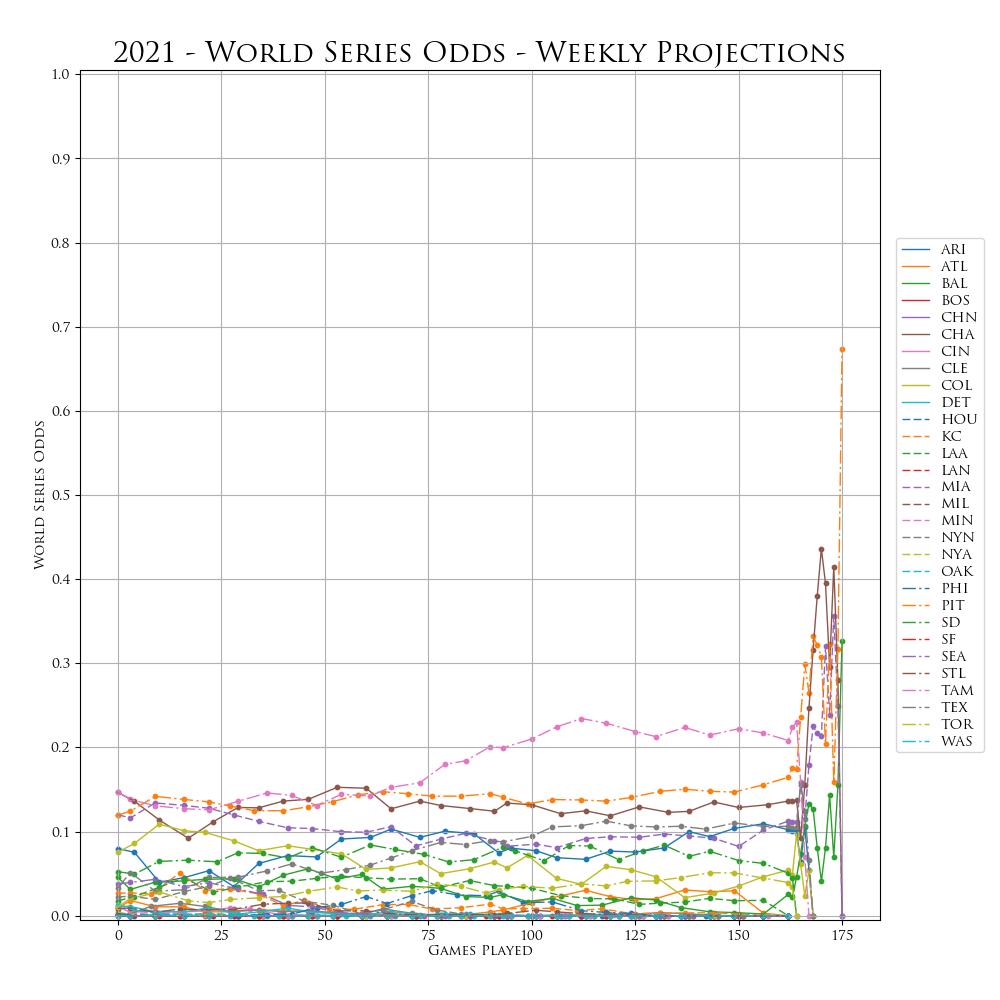 2021 - World Series Odds - Weekly Projections
1.0
0.9
0.8
0.7
0.6
0.5
0.4
0.3
0.2
0.1
0.0
World Series Odds
0 25 50 75 100 125 150 175
Games Played
ARI
ATL
BAL
BOS
CHN
CHA
CIN
CLE
COL
DET
HOU
KC
LAA
LAN
MIA
MIL
MIN
NYN
NYA
OAK
PHI
PIT
SD
SF
SEA
STL
TAM
TEX
TOR
WAS